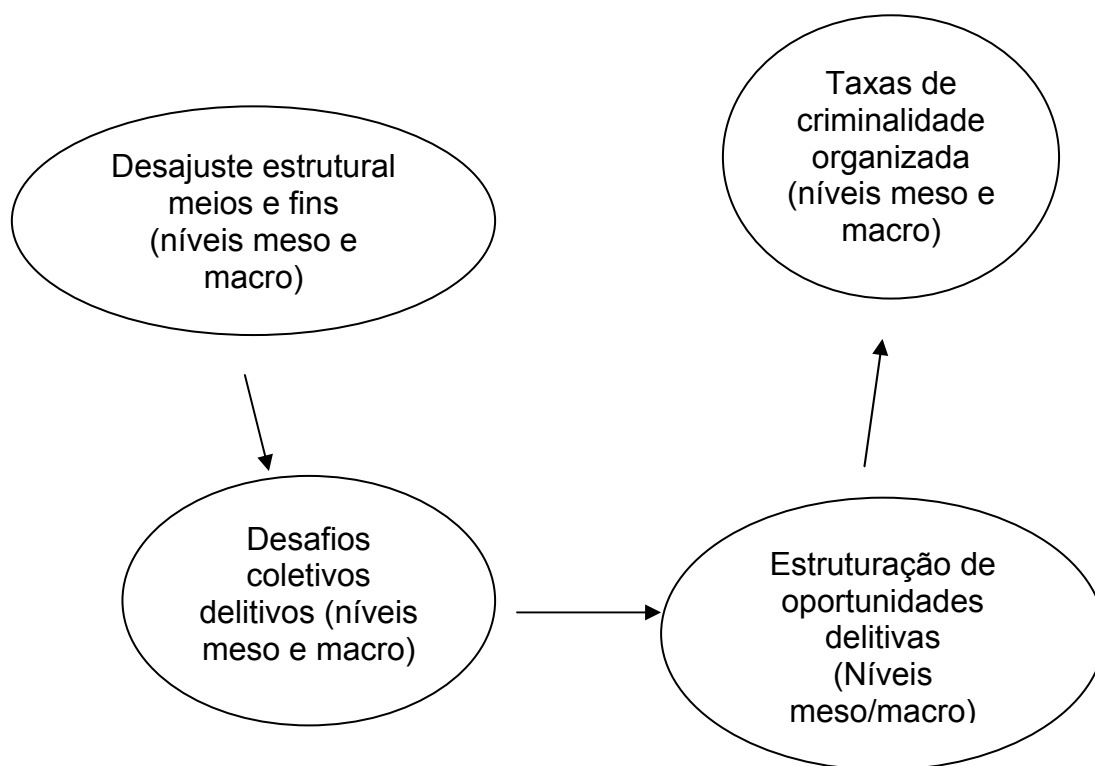 Desajuste estrutural
meios e fins
(níveis meso e
macro)
Taxas de
criminalidade
organizada
(níveis meso e
macro)
Desafios
coletivos
delitivos (níveis
meso e macro)
Estruturação de
oportunidades
delitivas
(Níveis
meso/macro)